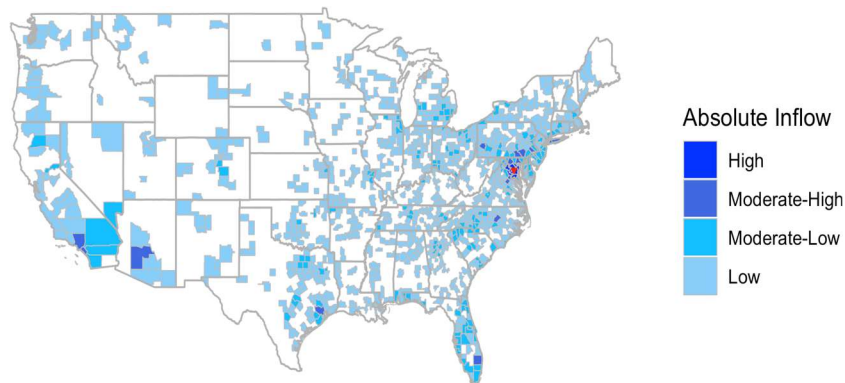 Absolute Inflow
High
Moderate-High
Moderate-Low
Low